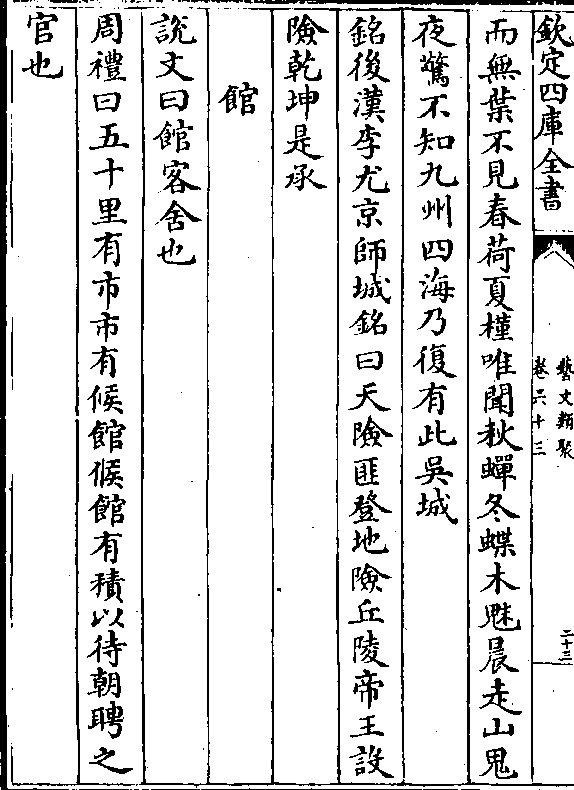 欽定四庫全書
藝文類聚
卷六十三
二十三
而無葉不見春荷夏槿唯聞秋蟬冬蝶木魅晨走山鬼
夜驚不知九州四海乃復有此吳城
銘後漢李尤京師城銘曰天險匪登地險丘陵帝王設
險乾坤是承
館
說文曰館客舍也
周禮曰五十里有市市有候館候館有積以待朝聘之
官也